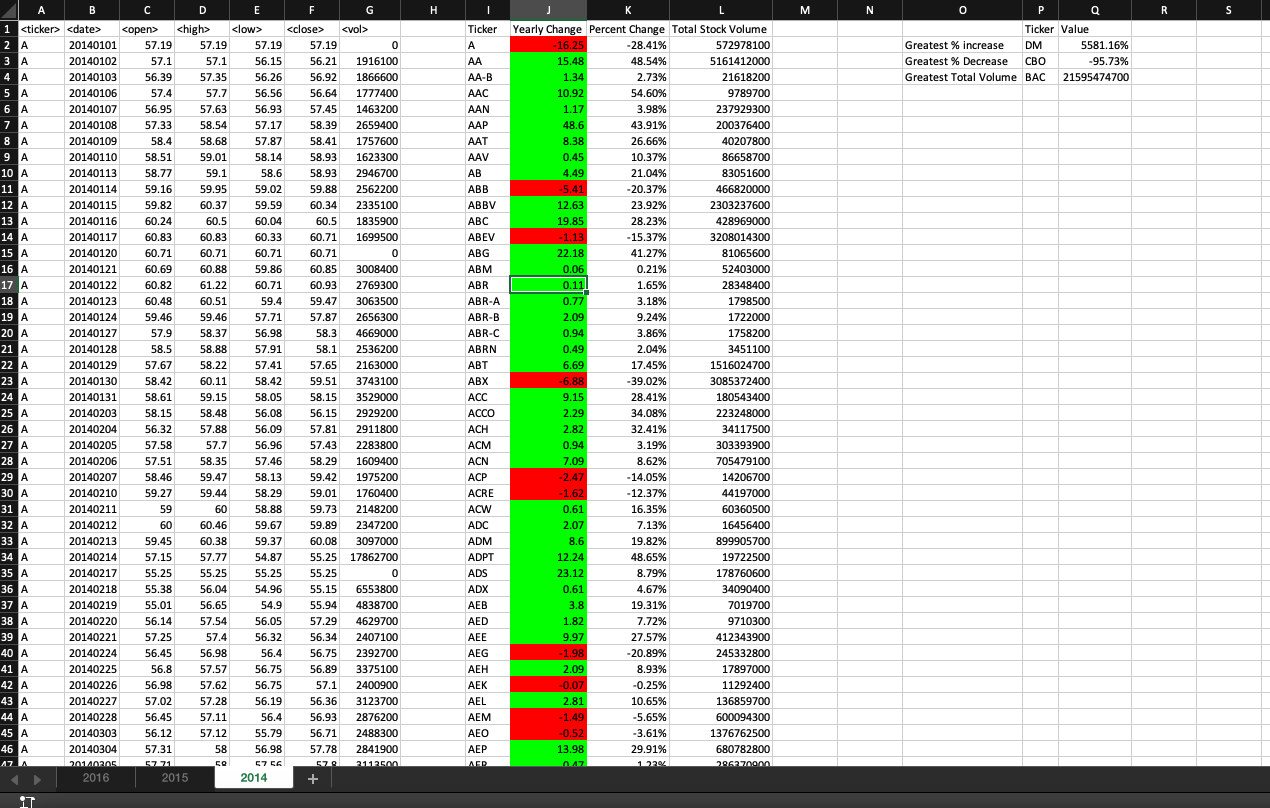 A B C D E F G H I J K L M N O P Q R S
1 <ticker> <date> <open> <high> <low> <close> <vol> Ticker Yearly Change Percent Change Total Stock Volume Ticker Value
2 A 20140101 57.19 57.19 57.19 57.19 0 A -16.25 -28.41% 572978100 Greatest % increase DM 5581.16%
3 A 20140102 57.1 57.1 56.15 56.21 1916100 AA 15.48 48.54% 5161412000 Greatest % Decrease CBO -95.73%
4 A 20140103 56.39 57.35 56.26 56.92 1866600 AA-B 1.34 2.73% 21618200 Greatest Total Volume BAC 21595474700
5 A 20140106 57.4 57.7 56.56 56.64 1777400 AAC 10.92 54.60% 9789700
6 A 20140107 56.95 57.63 56.93 57.45 1463200 AAN 1.17 3.98% 237929300
7 A 20140108 57.33 58.54 57.17 58.39 2659400 AAP 48.6 43.91% 200376400
8 A 20140109 58.4 58.68 57.87 58.41 1757600 AAT 8.38 26.66% 40207800
9 A 20140110 58.51 59.01 58.14 58.93 1623300 AAV 0.45 10.37% 86658700
10 A 20140113 58.77 59.1 58.6 58.93 2946700 AB 4.49 21.04% 83051600
11 A 20140114 59.16 59.95 59.02 59.88 2562200 ABB -5.41 -20.37% 466820000
12 A 20140115 59.82 60.37 59.59 60.34 2335100 ABBV 12.63 23.92% 2303237600
13 A 20140116 60.24 60.5 60.04 60.5 1835900 ABC 19.85 28.23% 428969000
14 A 20140117 60.83 60.83 60.33 60.71 1699500 ABEV -1.13 -15.37% 3208014300
15 A 20140120 60.71 60.71 60.71 60.71 0 ABG 22.18 41.27% 81065600
16 A 20140121 60.69 60.88 59.86 60.85 3008400 ABM 0.06 0.21% 52403000
17 A 20140122 60.82 61.22 60.71 60.93 2769300 ABR 0.11 1.65% 28348400
18 A 20140123 60.48 60.51 59.4 59.47 3063500 ABR-A 0.77 3.18% 1798500
19 A 20140124 59.46 59.46 57.71 57.87 2656300 ABR-B 2.09 9.24% 1722000
20 A 20140127 57.9 58.37 56.98 58.3 4669000 ABR-C 0.94 3.86% 1758200
21 A 20140128 58.5 58.88 57.91 58.1 2536200 ABRN 0.49 2.04% 3451100
22 A 20140129 57.67 58.22 57.41 57.65 2163000 ABT 6.69 17.45% 1516024700
23 A 20140130 58.42 60.11 58.42 59.51 3743100 ABX -6.88 -39.02% 3085372400
24 A 20140131 58.61 59.15 58.05 58.15 3529000 ACC 9.15 28.41% 180543400
25 A 20140203 58.15 58.48 56.08 56.15 2929200 ACCO 2.29 34.08% 223248000
26 A 20140204 56.32 57.88 56.09 57.81 2911800 ACH 2.82 32.41% 34117500
27 A 20140205 57.58 57.7 56.96 57.43 2283800 ACM 0.94 3.19% 303393900
28 A 20140206 57.51 58.35 57.46 58.29 1609400 ACN 7.09 8.62% 705479100
29 A 20140207 58.46 59.47 58.13 59.42 1975200 ACP -2.47 -14.05% 14206700
30 A 20140210 59.27 59.44 58.29 59.01 1760400 ACRE -1.62 -12.37% 44197000
31 A 20140211 59 60 58.88 59.73 2148200 ACW 0.61 16.35% 60360500
32 A 20140212 60 60.46 59.67 59.89 2347200 ADC 2.07 7.13% 16456400
33 A 20140213 59.45 60.38 59.37 60.08 3097000 ADM 8.6 19.82% 899905700
34 A 20140214 57.15 57.77 54.87 55.25 17862700 ADPT 12.24 48.65% 19722500
35 A 20140217 55.25 55.25 55.25 55.25 0 ADS 23.12 8.79% 178760600
36 A 20140218 55.38 56.04 54.96 55.15 6553800 ADX 0.61 4.67% 34090400
37 A 20140219 55.01 56.65 54.9 55.94 4838700 AEB 3.8 19.31% 7019700
38 A 20140220 56.14 57.54 56.05 57.29 4629700 AED 1.82 7.72% 9710300
39 A 20140221 57.25 57.4 56.32 56.34 2407100 AEE 9.97 27.57% 412343900
40 A 20140224 56.45 56.98 56.4 56.75 2392700 AEG -1.98 -20.89% 245332800
41 A 20140225 56.8 57.57 56.75 56.89 3375100 AEH 2.09 8.93% 17897000
42 A 20140226 56.98 57.62 56.75 57.1 2400900 AEK -0.07 -0.25% 11292400
43 A 20140227 57.02 57.28 56.19 56.36 3123700 AEL 2.81 10.65% 136859700
44 A 20140228 56.45 57.11 56.4 56.93 2876200 AEM -1.49 -5.65% 600094300
45 A 20140303 56.12 57.12 55.79 56.71 2488300 AEO -0.52 -3.61% 1376762500
46 A 20140304 57.31 58 56.98 57.78 2841900 AEP 13.98 29.91% 680782800
47 A 20140305 57.71 58 57.56 57.8 3113500 AER 0.47 1.23% 286370900
2016 2015 2014 +